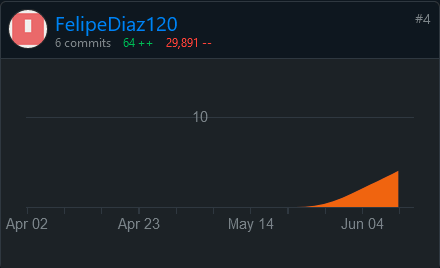 FelipeDiaz120
#4
6 commits 64 ++ 29,891 --
10
Apr 02 Apr 23 May 14 Jun 04